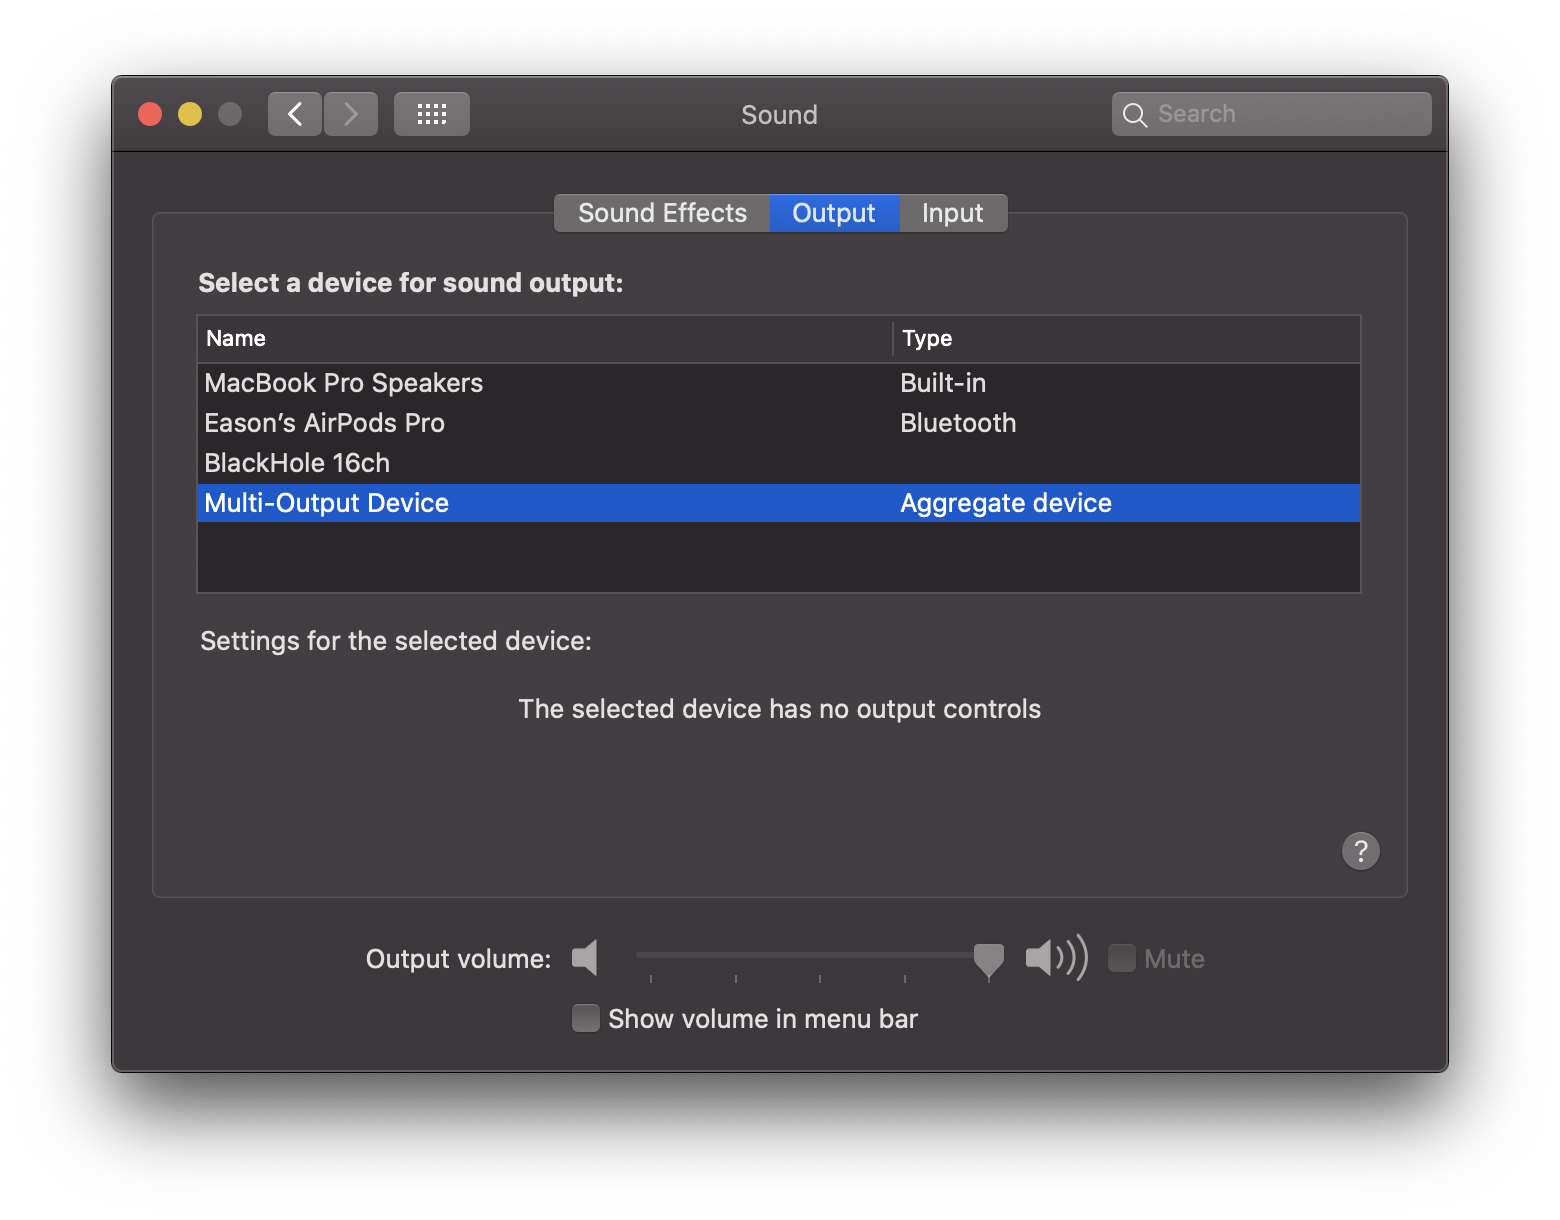 Sound
Search
Sound Effects Output Input
Select a device for sound output:
Name Type
MacBook Pro Speakers Built-in
Eason’s AirPods Pro Bluetooth
BlackHole 16ch
Multi-Output Device Aggregate device
Settings for the selected device:
The selected device has no output controls
?
Output volume: Mute
Show volume in menu bar